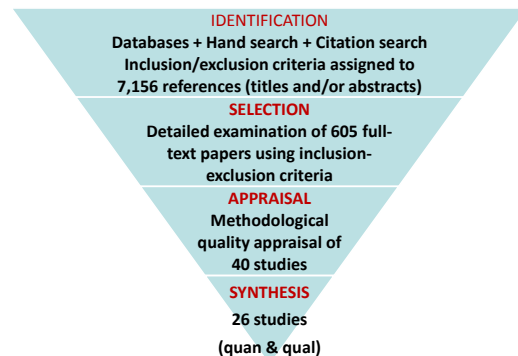 IDENTIFICATION
Databases + Hand search + Citation search
Inclusion/exclusion criteria assigned to
7,156 references (titles and/or abstracts)
SELECTION
Detailed examination of 605 full-
text papers using inclusion-
exclusion criteria
APPRAISAL
Methodological
quality appraisal of
40 studies
SYNTHESIS
26 studies
(quan & qual)